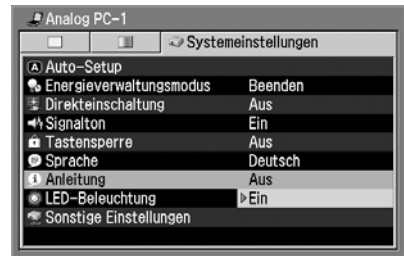 Analog PC-1
Systemeinstellungen
Auto-Setup
Energieverwaltungsmodus Beenden
Direkteinschaltung Aus
Signalton Ein
Tastensperre Aus
Sprache Deutsch
Anleitung Aus
LED-Beleuchtung Ein
Sonstige Einstellungen